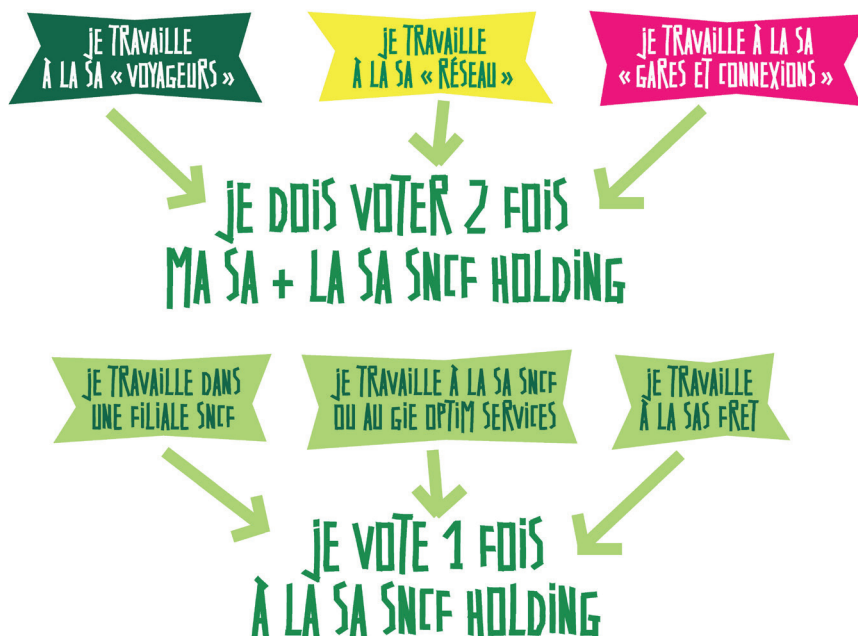 jE TRAVAILLE
À LA SA « VOYAGEURS »
jE TRAVAILLE
À LA SA « RÉSEAU »
jE TRAVAILLE À LA SA
« GARES ET CONNEXIONS »
jE DOiS VOTER 2 FOiS
MA SA + LA SA SNCF HOLDiNG
jE TRAVAiLLE DANS
UNE FiLiALE SNCF
jE TRAVAiLLE À LA SA SNCF
OU AU GIE OPTiM SERViCES
jE TRAVAiLLE
À LA SAS FRET
jE VOTE 1 FOiS
À LA SA SNCF HOLDiNG